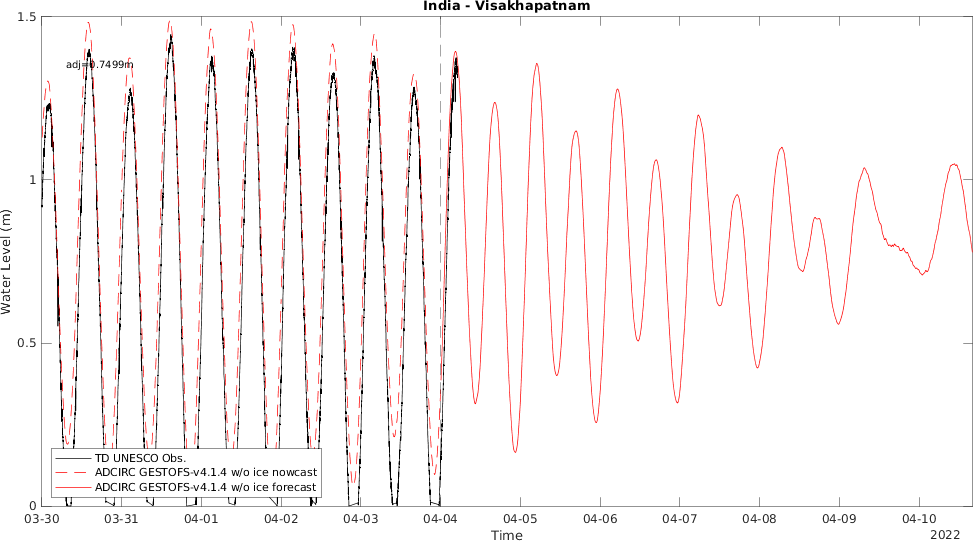 India - Visakhapatnam
1.5
adj=0.7499m
1
Water Level (m)
0.5
TD UNESCO Obs.
ADCIRC GESTOFS-v4.1.4 w/o ice nowcast
ADCIRC GESTOFS-v4.1.4 w/o ice forecast
0
03-30 03-31 04-01 04-02 04-03 04-04 04-05 04-06 04-07 04-08 04-09 04-10
Time
2022